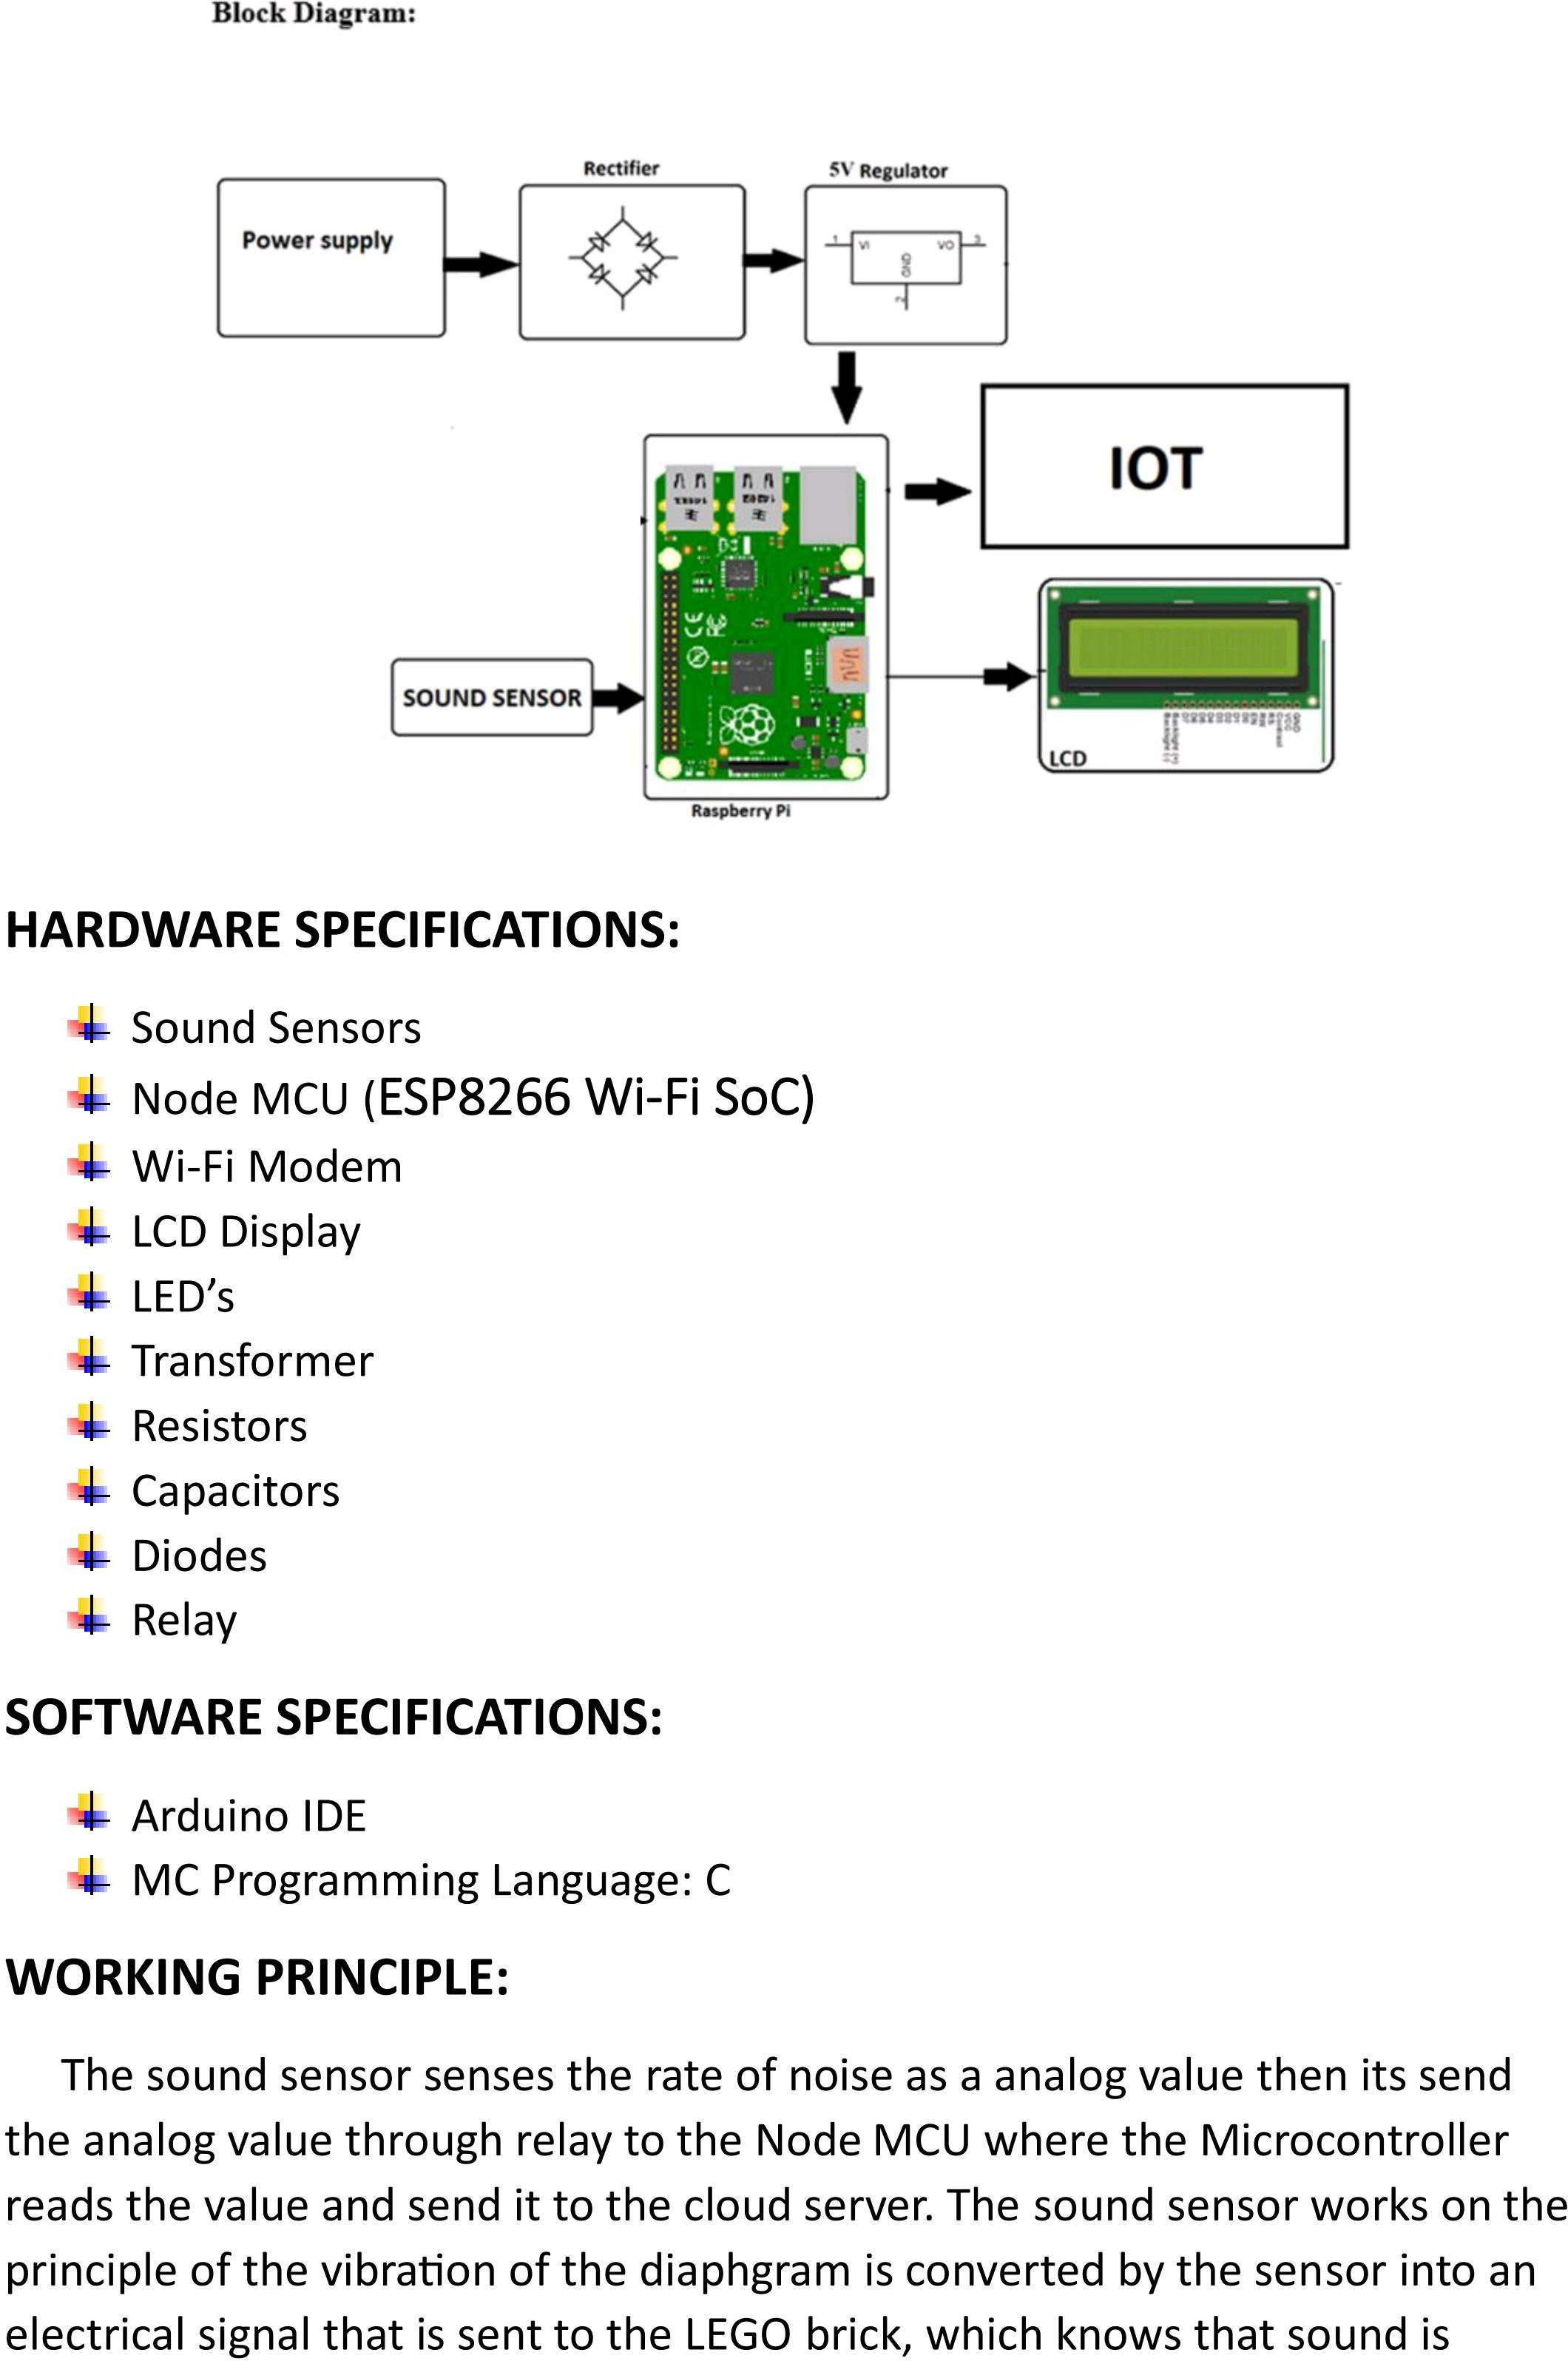 Block Diagram:
Rectifier
5V Regulator
Power supply
1
VI
VO
3
GND
2
IOT
SOUND SENSOR
LCD
Raspberry Pi
HARDWARE SPECIFICATIONS:
Sound Sensors
Node MCU (ESP8266 Wi-Fi SoC)
Wi-Fi Modem
LCD Display
LED’s
Transformer
Resistors
Capacitors
Diodes
Relay
SOFTWARE SPECIFICATIONS:
Arduino IDE
MC Programming Language: C
WORKING PRINCIPLE:
The sound sensor senses the rate of noise as a analog value then its send
the analog value through relay to the Node MCU where the Microcontroller
reads the value and send it to the cloud server. The sound sensor works on the
principle of the vibration of the diaphgram is converted by the sensor into an
electrical signal that is sent to the LEGO brick, which knows that sound is